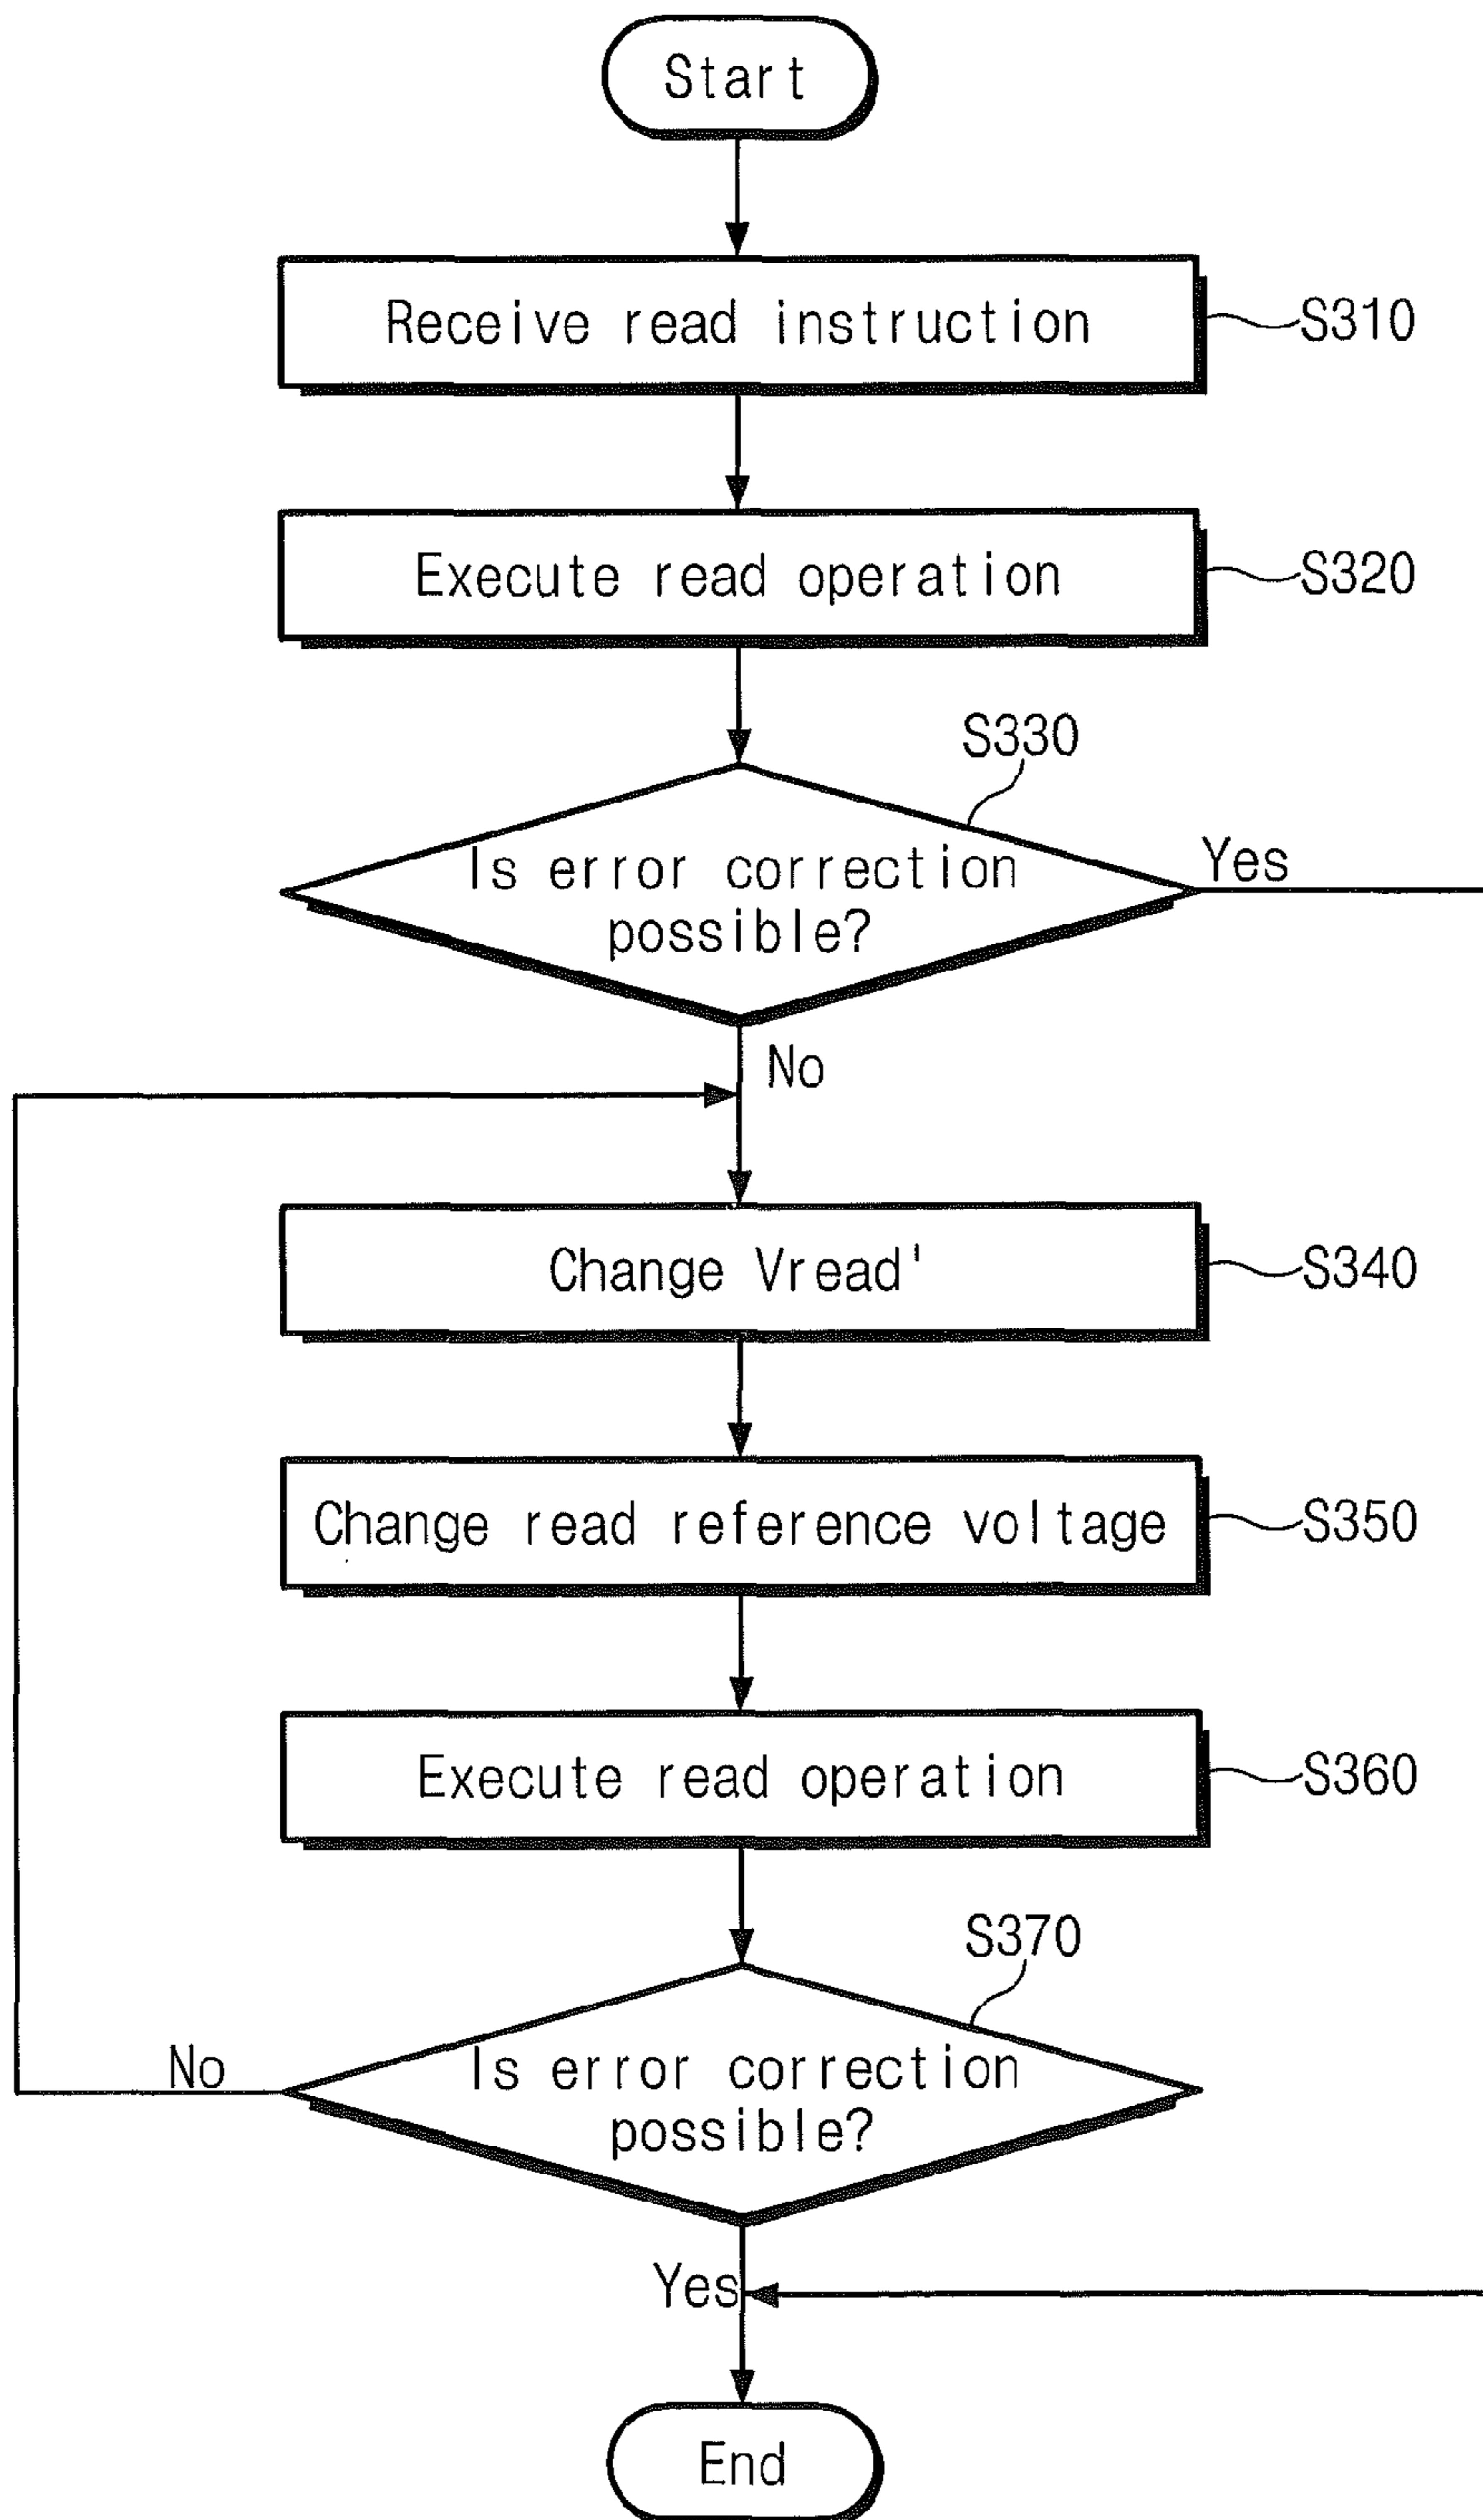 Start
Receive read instruction
S310
Execute read operation
S320
S330
Is error correction
possible?
Yes
No
Change Vread'
S340
Change read reference voltage
S350
Execute read operation
S360
S370
Is error correction
possible?
No
Yes
End